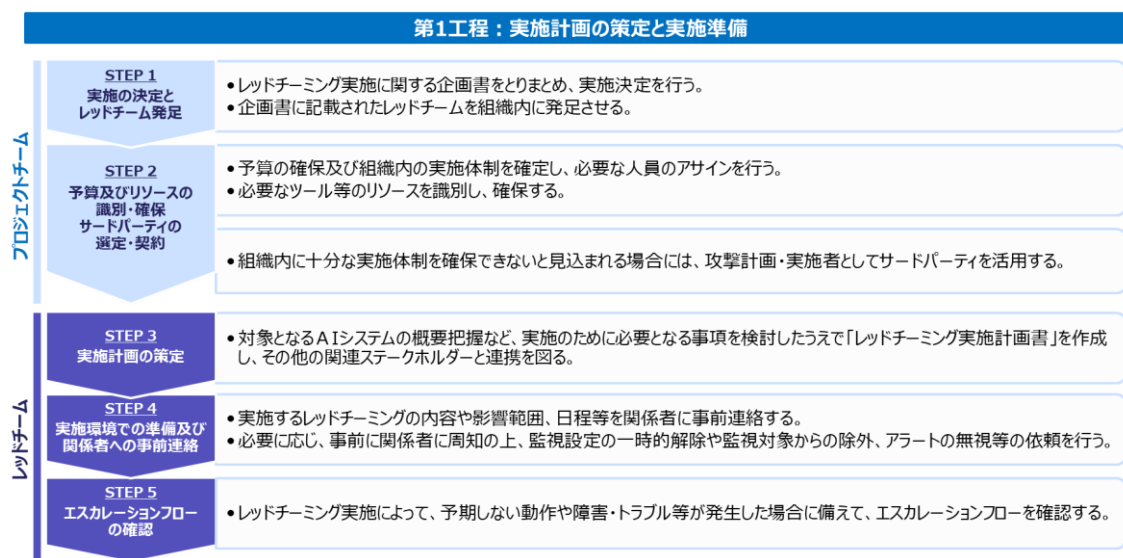 第1工程：実施計画の策定と実施準備
プロジェクトチーム
STEP 1
実施の決定と
レッドチーム発足
•レッドチーミング実施に関する企画書をとりまとめ、実施決定を行う。
•企画書に記載されたレッドチームを組織内に発足させる。
STEP 2
予算及びリソースの
識別・確保
サードパーティの
選定・契約
•予算の確保及び組織内の実施体制を確定し、必要な人員のアサインを行う。
•必要なツール等のリソースを識別し、確保する。
•組織内に十分な実施体制を確保できないと見込まれる場合には、攻撃計画・実施者としてサードパーティを活用する。
レッドチーム
STEP 3
実施計画の策定
•対象となるＡＩシステムの概要把握など、実施のために必要となる事項を検討したうえで「レッドチーミング実施計画書」を作成
し、その他の関連ステークホルダーと連携を図る。
STEP 4
実施環境での準備及び
関係者への事前連絡
•実施するレッドチーミングの内容や影響範囲、日程等を関係者に事前連絡する。
•必要に応じ、事前に関係者に周知の上、監視設定の一時的解除や監視対象からの除外、アラートの無視等の依頼を行う。
STEP 5
エスカレーションフロー
の確認
•レッドチーミング実施によって、予期しない動作や障害・トラブル等が発生した場合に備えて、エスカレーションフローを確認する。